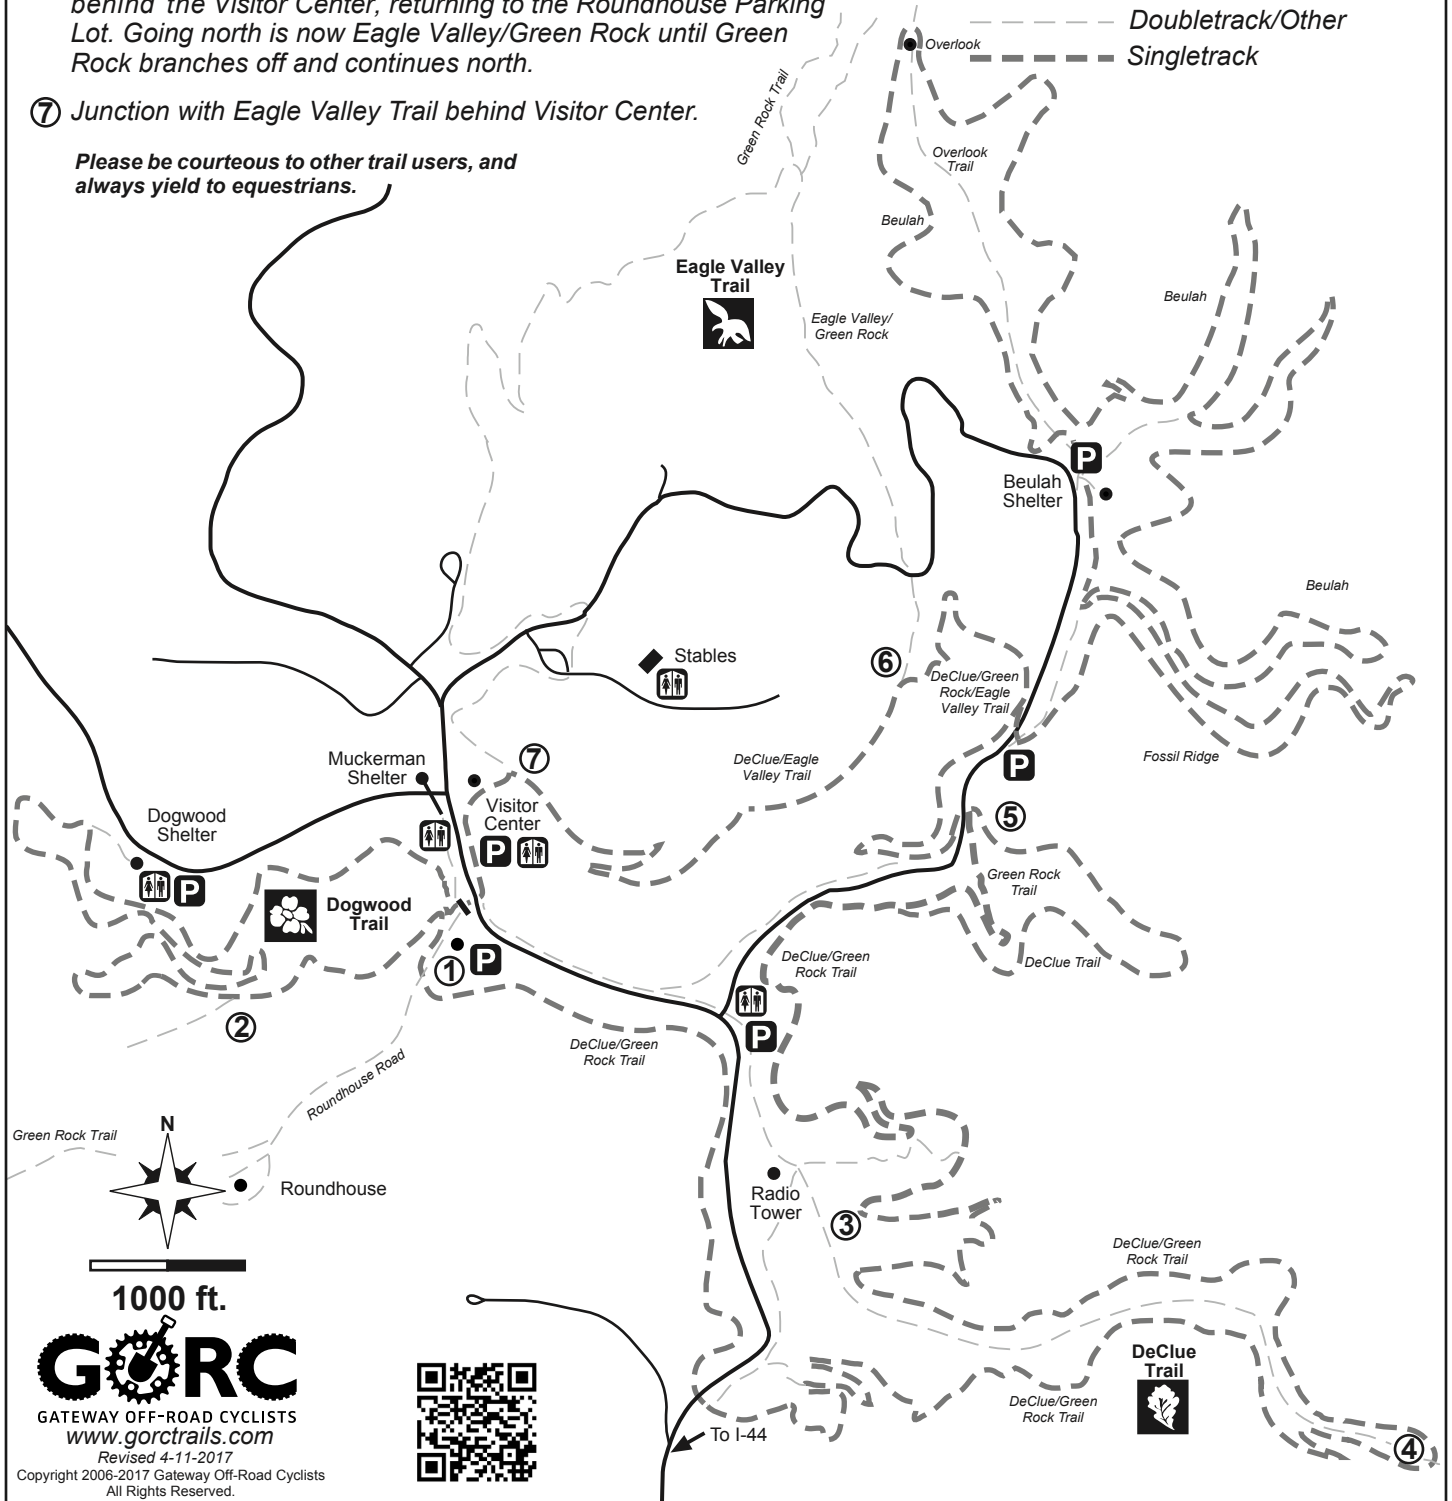 behind the Visitor Center, returning to the Roundhouse Parking
Lot. Going north is now Eagle Valley/Green Rock until Green
Rock branches off and continues north.
7 Junction with Eagle Valley Trail behind Visitor Center.
Please be courteous to other trail users, and
always yield to equestrians.
Doubletrack/Other
Singletrack
Overlook
Green Rock Trail
Overlook
Trail
Beulah
Eagle Valley
Trail
Beulah
Eagle Valley/
Green Rock
P
Beulah
Shelter
Beulah
Stables
6
DeClue/Green
Rock/Eagle
Valley Trail
Muckerman
Shelter
7
DeClue/Eagle
Valley Trail
P
Fossil Ridge
Dogwood
Shelter
Visitor
Center
P
5
P
Green Rock
Trail
Dogwood
Trail
1
P
DeClue/Green
Rock Trail
DeClue Trail
2
P
DeClue/Green
Rock Trail
Roundhouse Road
N
Green Rock Trail
Roundhouse
Radio
Tower
3
DeClue/Green
Rock Trail
1000 ft.
GORC
GATEWAY OFF-ROAD CYCLISTS
www.gorctrails.com
Revised 4-11-2017
Copyright 2006-2017 Gateway Off-Road Cyclists
All Rights Reserved.
To I-44
DeClue
Trail
DeClue/Green
Rock Trail
4